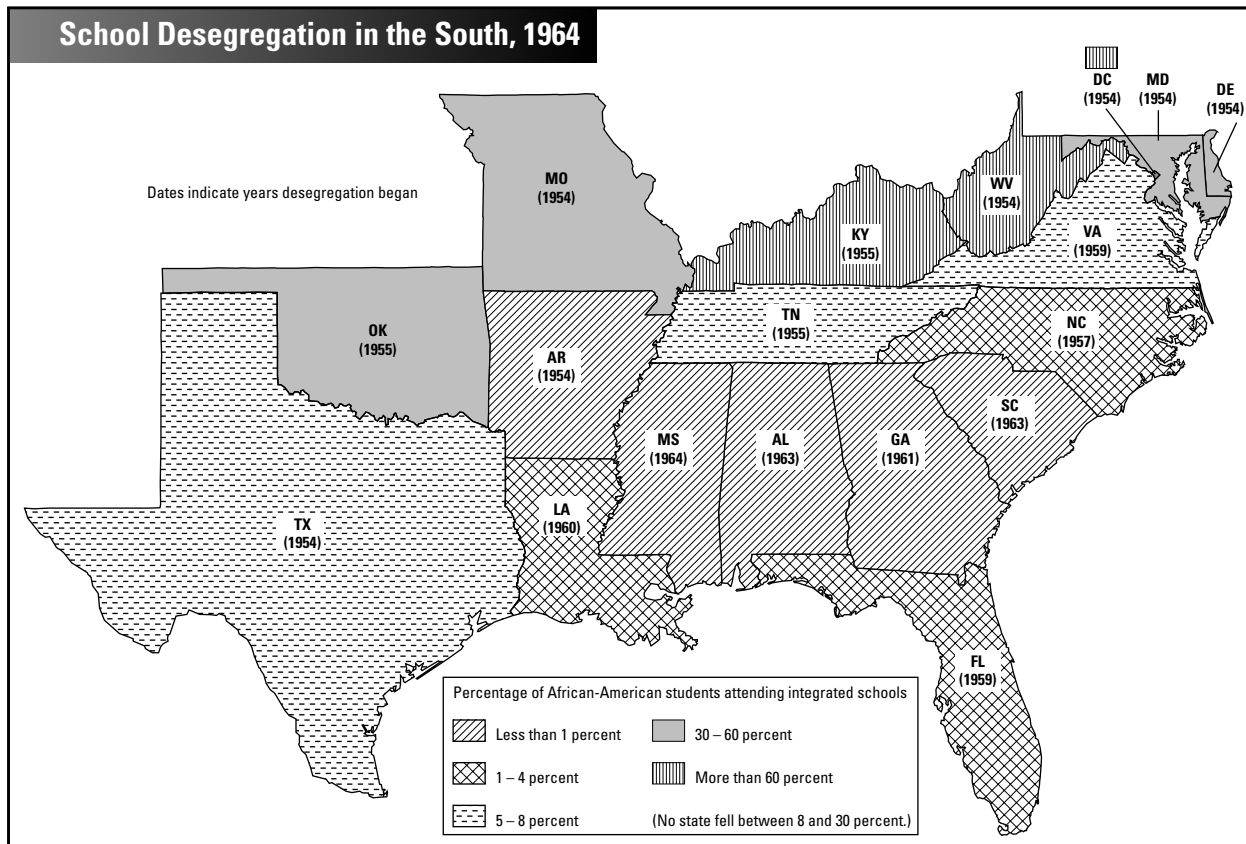 School Desegregation in the South, 1964
DC
(1954)
MD
(1954)
DE
(1954)
Dates indicate years desegregation began
MO
(1954)
WV
(1954)
KY
(1955)
VA
(1959)
OK
(1955)
TN
(1955)
NC
(1957)
AR
(1954)
SC
(1963)
MS
(1964)
AL
(1963)
GA
(1961)
LA
(1960)
TX
(1954)
FL
(1959)
Percentage of African-American students attending integrated schools
Less than 1 percent
1 – 4 percent
5 – 8 percent
30 – 60 percent
More than 60 percent
(No state fell between 8 and 30 percent.)